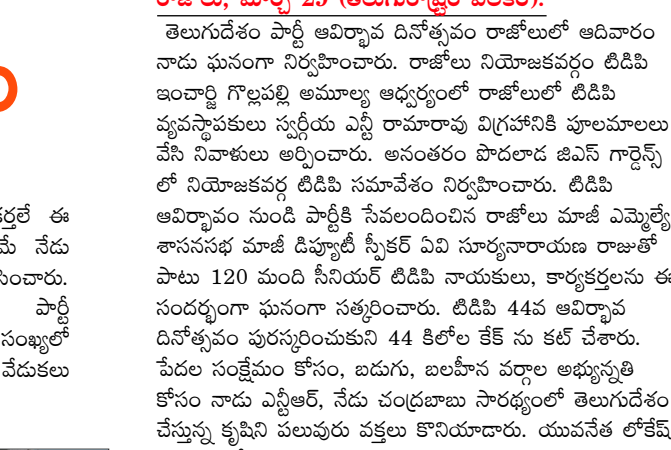 తెలుగుదేశం పార్టీ ఆవిర్భావ దినోత్సవం రాజోలులో ఆదివారం
నాడు ఘనంగా నిర్వహించారు. రాజోలు నియోజకవర్గం టిడిపి
ఇంచార్జి గొల్లపల్లి అమూల్య ఆధ్వర్యంలో రాజోలులో టిడిపి
వ్యవస్థాపకులు స్వర్గీయ ఎన్టీ రామారావు విగ్రహానికి పూలమాలలు
వేసి నివాళులు అర్పించారు. అనంతరం పొదలాడ జిఎస్ గార్డెన్స్
లో నియోజకవర్గ టిడిపి సమావేశం నిర్వహించారు. టిడిపి
ఆవిర్భావం నుండి పార్టీకి సేవలందించిన రాజోలు మాజీ ఎమ్మెల్యే
శాసనసభ మాజీ డిప్యూటీ స్పీకర్ ఏవి సూర్యనారాయణ రాజుతో
పాటు 120 మంది సీనియర్ టిడిపి నాయకులు, కార్యకర్తలను ఈ
సందర్భంగా ఘనంగా సత్కరించారు. టిడిపి 44వ ఆవిర్భావ
దినోత్సవం పురస్కరించుకుని 44 కిలోల కేక్ ను కట్ చేశారు.
పేదల సంక్షేమం కోసం, బడుగు, బలహీన వర్గాల అభ్యున్నతి
కోసం నాడు ఎన్టీఆర్, నేడు చంద్రబాబు సారథ్యంలో తెలుగుదేశం
చేస్తున్న కృషిని పలువురు వక్తలు కొనియాడారు. యువనేత లోకేష్
ర్తలే ఈ
మే నేడు
ంచారు.
పార్టీ
సంఖ్యలో
వేడుకలు